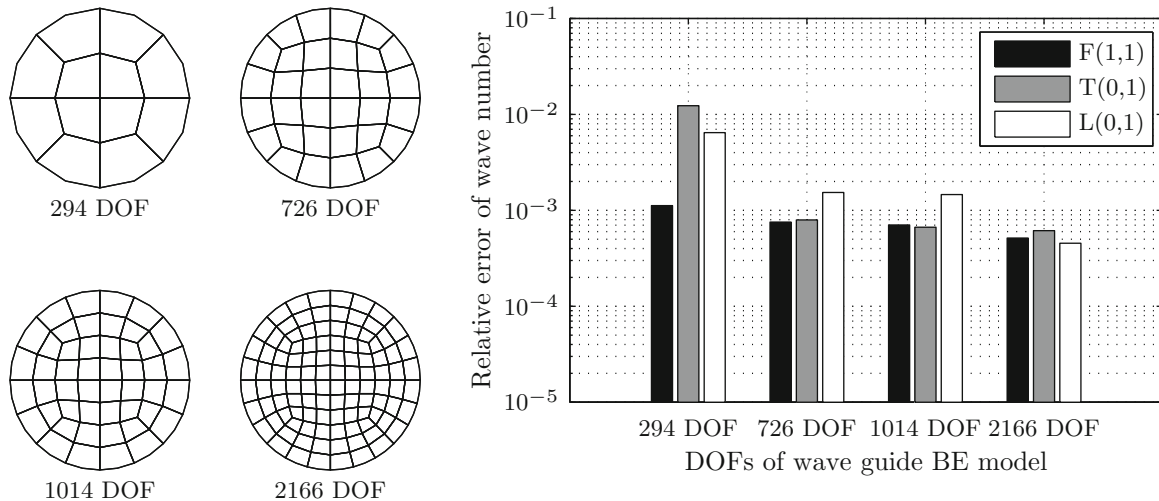 294 DOF
726 DOF
1014 DOF
2166 DOF
Relative error of wave number
10⁻¹
10⁻²
10⁻³
10⁻⁴
10⁻⁵
F(1,1)
T(0,1)
L(0,1)
294 DOF
726 DOF
1014 DOF
2166 DOF
DOFs of wave guide BE model